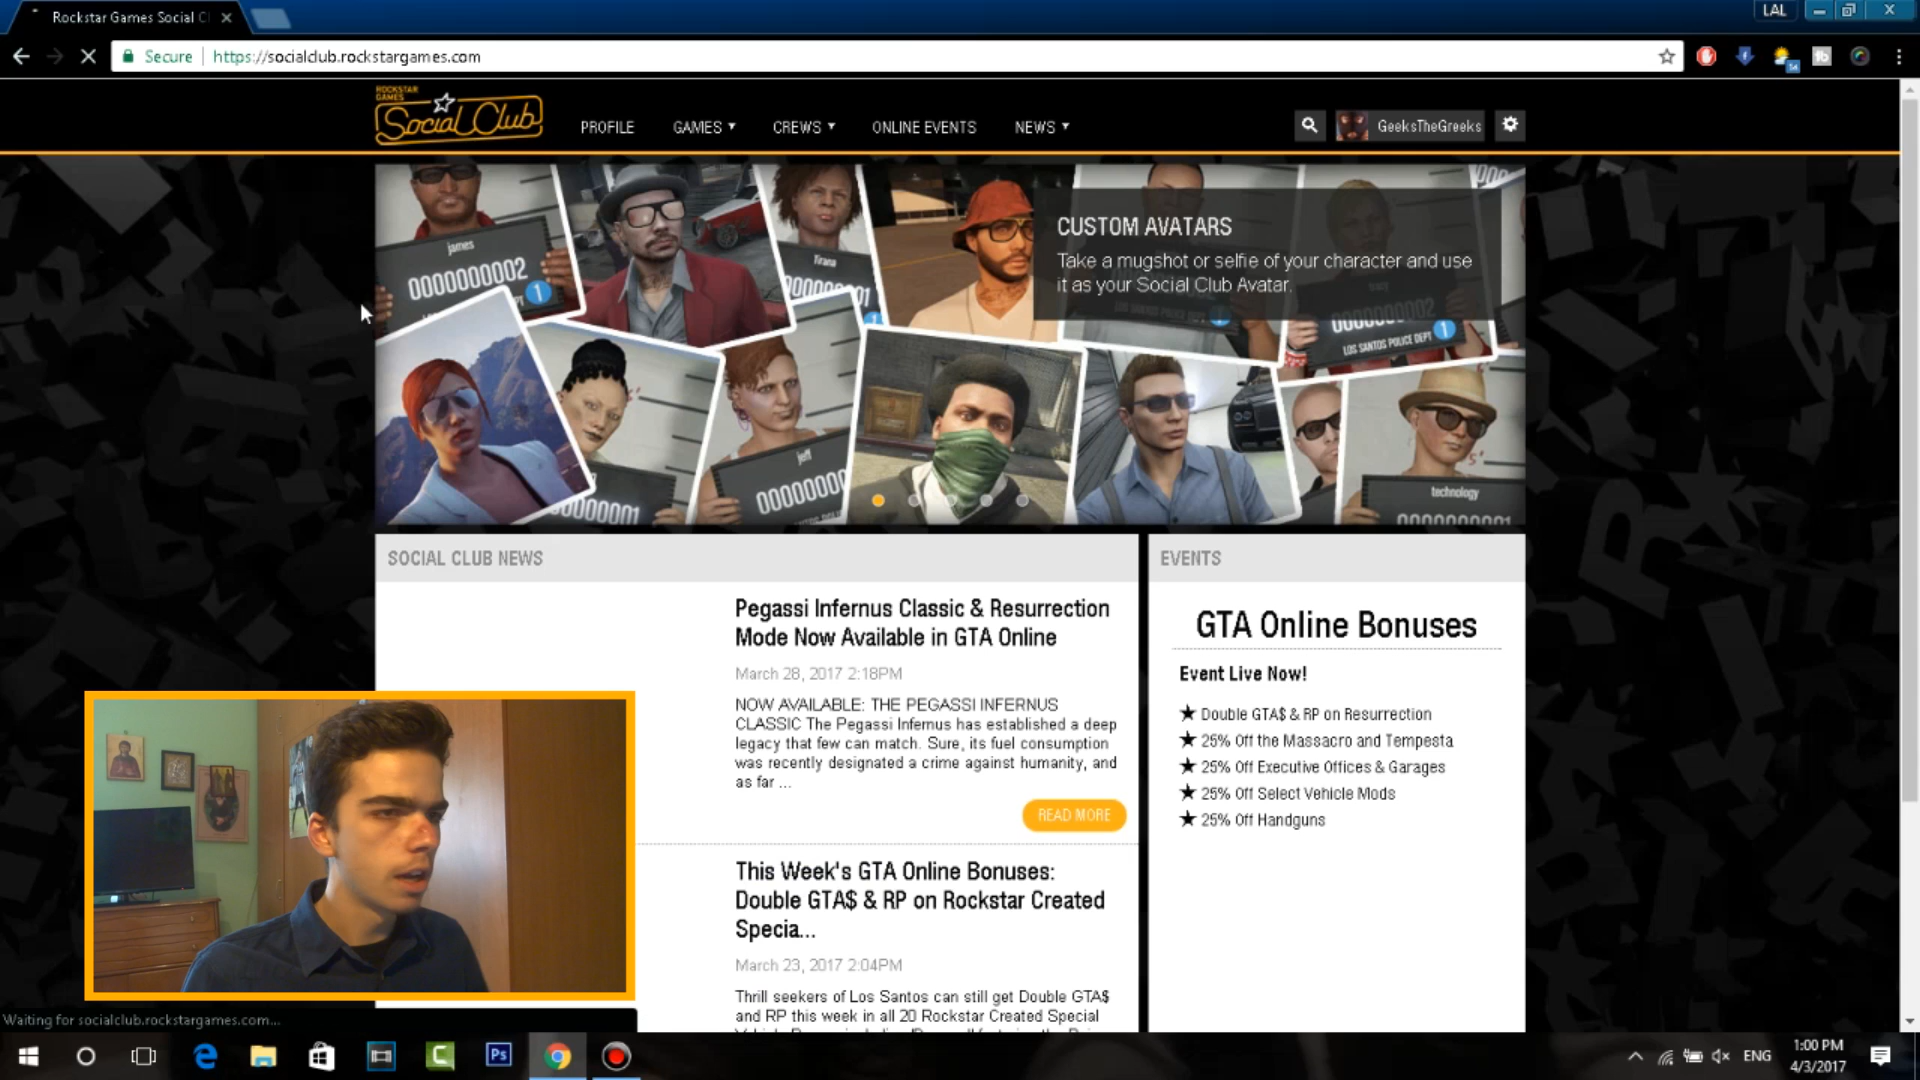 Rockstar Games Social Cl
LAL
Secure
https://socialclub.rockstargames.com
ROCKSTAR
GAMES
Social Club
PROFILE
GAMES
CREWS
ONLINE EVENTS
NEWS
GeeksTheGreeks
james
0000000002
1
Tirana
CUSTOM AVATARS
Take a mugshot or selfie of your character and use
it as your Social Club Avatar.
0000000002
1
LOS SANTOS POLICE DEPT
jeff
technology
SOCIAL CLUB NEWS
Pegassi Infernus Classic & Resurrection
Mode Now Available in GTA Online
March 28, 2017 2:18PM
NOW AVAILABLE: THE PEGASSI INFERNUS
CLASSIC The Pegassi Infernus has established a deep
legacy that few can match. Sure, its fuel consumption
was recently designated a crime against humanity, and
as far ...
READ MORE
This Week's GTA Online Bonuses:
Double GTA$ & RP on Rockstar Created
Specia...
March 23, 2017 2:04PM
Thrill seekers of Los Santos can still get Double GTA$
and RP this week in all 20 Rockstar Created Special
EVENTS
GTA Online Bonuses
Event Live Now!
★ Double GTA$ & RP on Resurrection
★ 25% Off the Massacro and Tempesta
★ 25% Off Executive Offices & Garages
★ 25% Off Select Vehicle Mods
★ 25% Off Handguns
Waiting for socialclub.rockstargames.com...
Ps
ENG
1:00 PM
4/3/2017